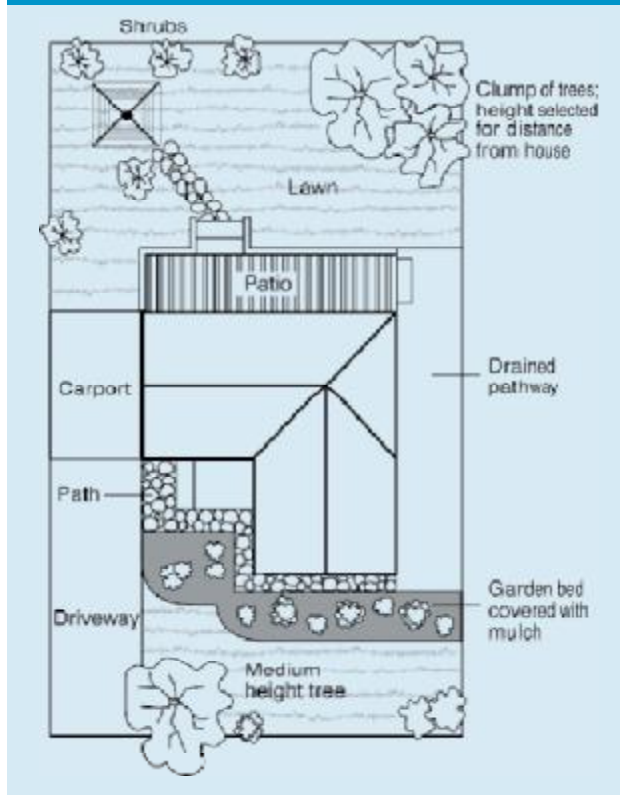 Shrubs
Clump of trees;
height selected
for distance
from house
Lawn
Patio
Carport
Drained
pathway
Path
Garden bed
covered with
mulch
Driveway
Medium
height tree